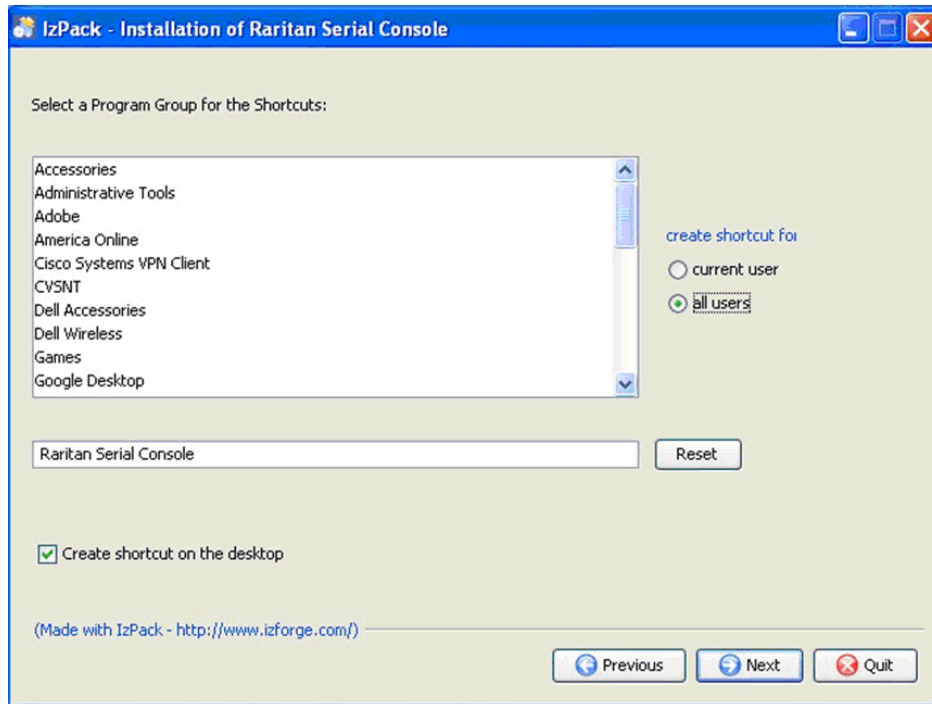 IzPack - Installation of Raritan Serial Console
Select a Program Group for the Shortcuts:
Accessories
Administrative Tools
Adobe
America Online
Cisco Systems VPN Client
CVSNT
Dell Accessories
Dell Wireless
Games
Google Desktop
create shortcut for
current user
all users
Raritan Serial Console
Reset
Create shortcut on the desktop
(Made with IzPack - http://www.izforge.com/)
Previous
Next
Quit